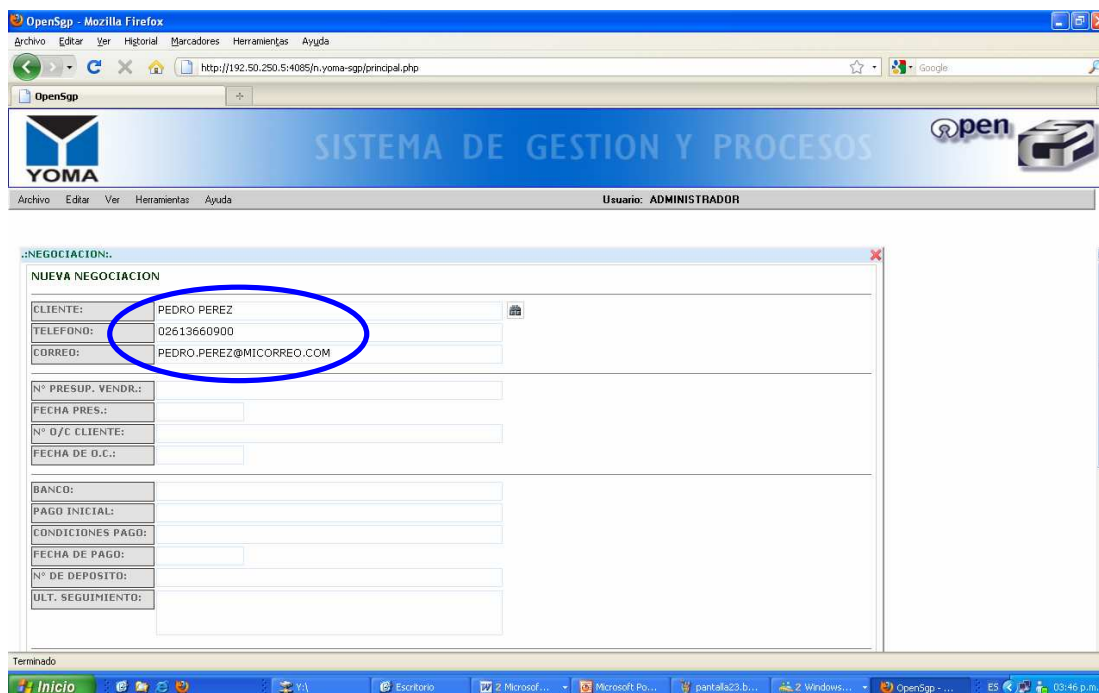 OpenSgp - Mozilla Firefox
Archivo Editar Ver Historial Marcadores Herramientas Ayuda
http://192.50.250.5:4085/n.yoma-sgp/principal.php
Google
OpenSgp
YOMA
SISTEMA DE GESTION Y PROCESOS
open
Archivo Editar Ver Herramientas Ayuda
Usuario: ADMINISTRADOR
.:NEGOCIACION:.
NUEVA NEGOCIACION
CLIENTE: PEDRO PEREZ
TELEFONO: 02613660900
CORREO: PEDRO.PEREZ@MICORREO.COM
N° PRESUP. VENDR.:
FECHA PRES.:
N° O/C CLIENTE:
FECHA DE O.C.:
BANCO:
PAGO INICIAL:
CONDICIONES PAGO:
FECHA DE PAGO:
N° DE DEPOSITO:
ULT. SEGUIMIENTO:
Terminado
Inicio Y:\ Escritorio 2 Microsof... Microsoft Po... pantalla23.b... 2 Windows... OpenSgp - ... ES 03:46 p.m.